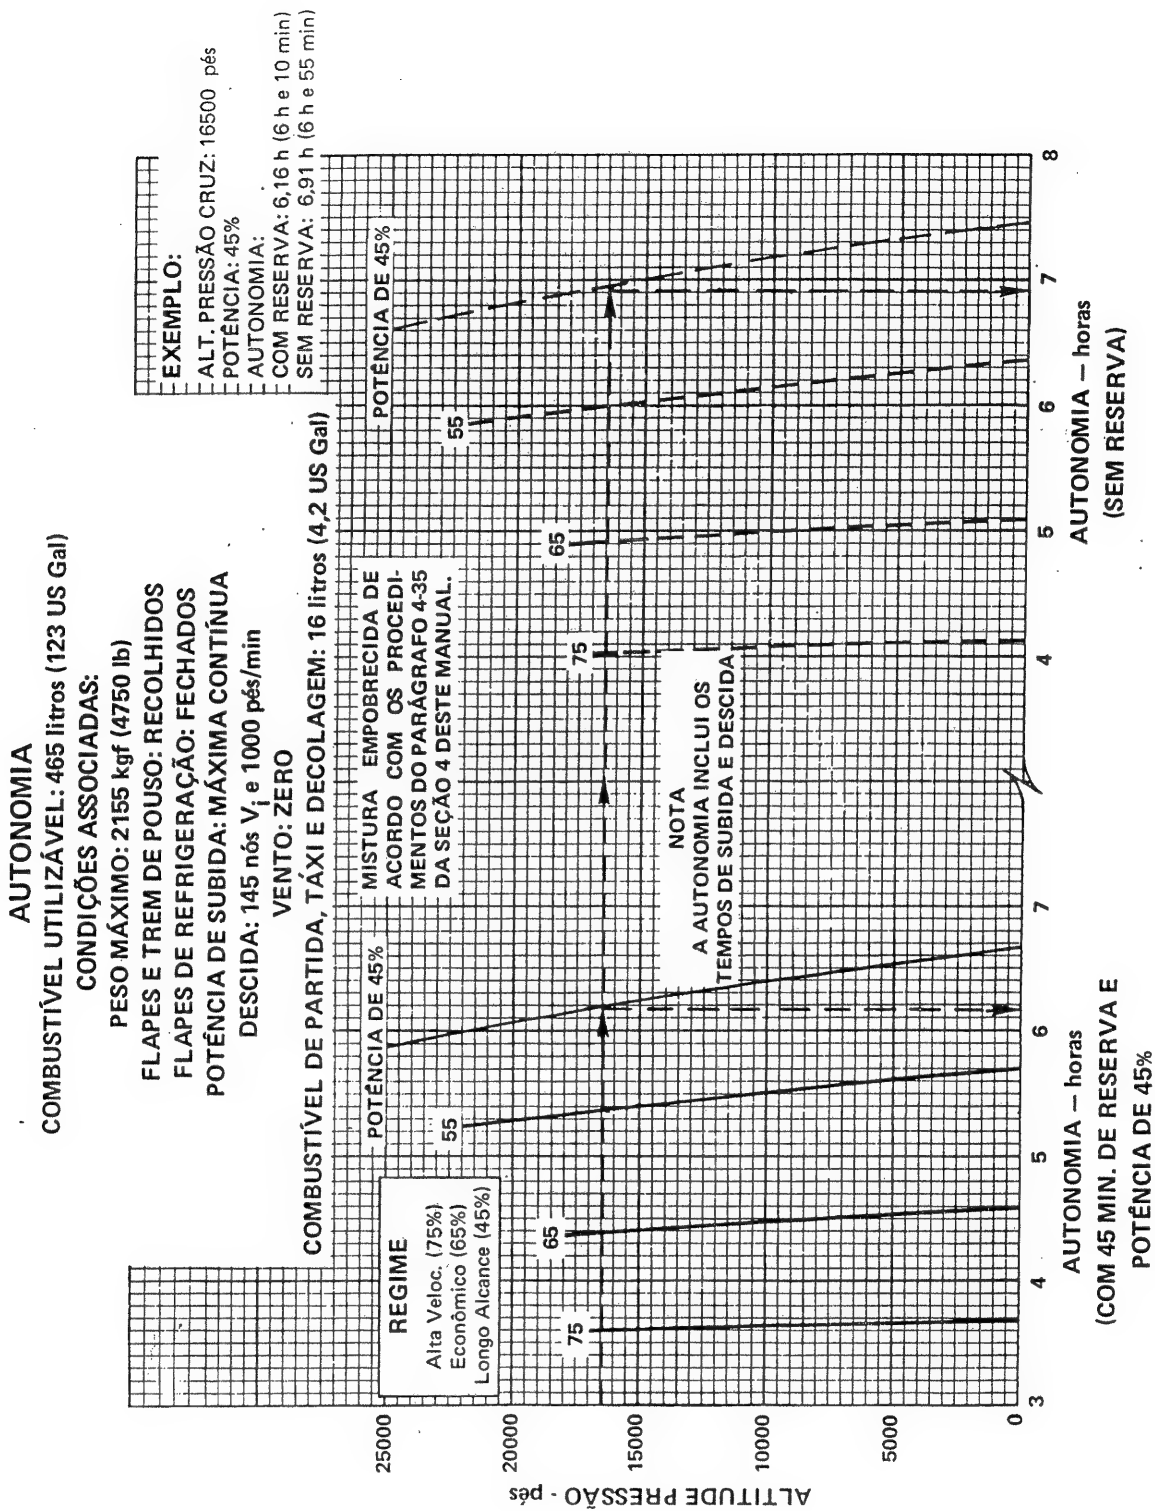 AUTONOMIA
COMBUSTÍVEL UTILIZÁVEL: 465 litros (123 US Gal)
CONDIÇÕES ASSOCIADAS:
PESO MÁXIMO: 2155 kgf (4750 lb)
FLAPES E TREM DE POUSO: RECOLHIDOS
FLAPES DE REFRIGERAÇÃO: FECHADOS
POTÊNCIA DE SUBIDA: MÁXIMA CONTÍNUA
DESCIDA: 145 nós Vi e 1000 pés/min
VENTO: ZERO
COMBUSTÍVEL DE PARTIDA, TÁXI E DECOLAGEM: 16 litros (4,2 US Gal)
EXEMPLO:
ALT. PRESSÃO CRUZ: 16500 pés
POTÊNCIA: 45%
AUTONOMIA:
COM RESERVA: 6,16 h (6 h e 10 min)
SEM RESERVA: 6,91 h (6 h e 55 min)
REGIME
Alta Veloc. (75%)
Econômico (65%)
Longo Alcance (45%)
POTÊNCIA DE 45%
MISTURA EMPOBRECIDA DE
ACORDO COM OS PROCEDI-
MENTOS DO PARÁGRAFO 4-35
DA SEÇÃO 4 DESTE MANUAL.
POTÊNCIA DE 45%
75
65
55
75
65
55
NOTA
A AUTONOMIA INCLUI OS
TEMPOS DE SUBIDA E DESCIDA
ALTITUDE PRESSÃO - pés
25000
20000
15000
10000
5000
0
3 4 5 6 7 4 5 6 7 8
AUTONOMIA — horas
(COM 45 MIN. DE RESERVA E
POTÊNCIA DE 45%
AUTONOMIA — horas
(SEM RESERVA)